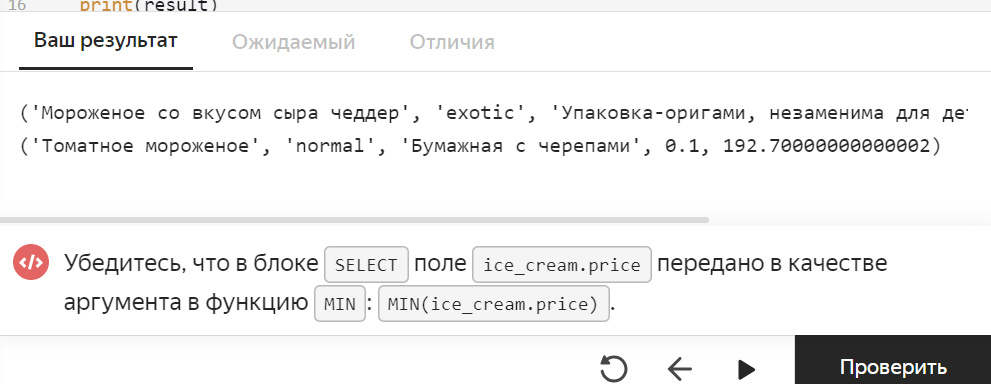 16 print(result)
Ваш результат Ожидаемый Отличия
('Мороженое со вкусом сыра чеддер', 'exotic', 'Упаковка-оригами, незаменима для де
('Томатное мороженое', 'normal', 'Бумажная с черепами', 0.1, 192.70000000000002)
Убедитесь, что в блоке SELECT поле ice_cream.price передано в качестве
аргумента в функцию MIN : MIN(ice_cream.price) .
Проверить